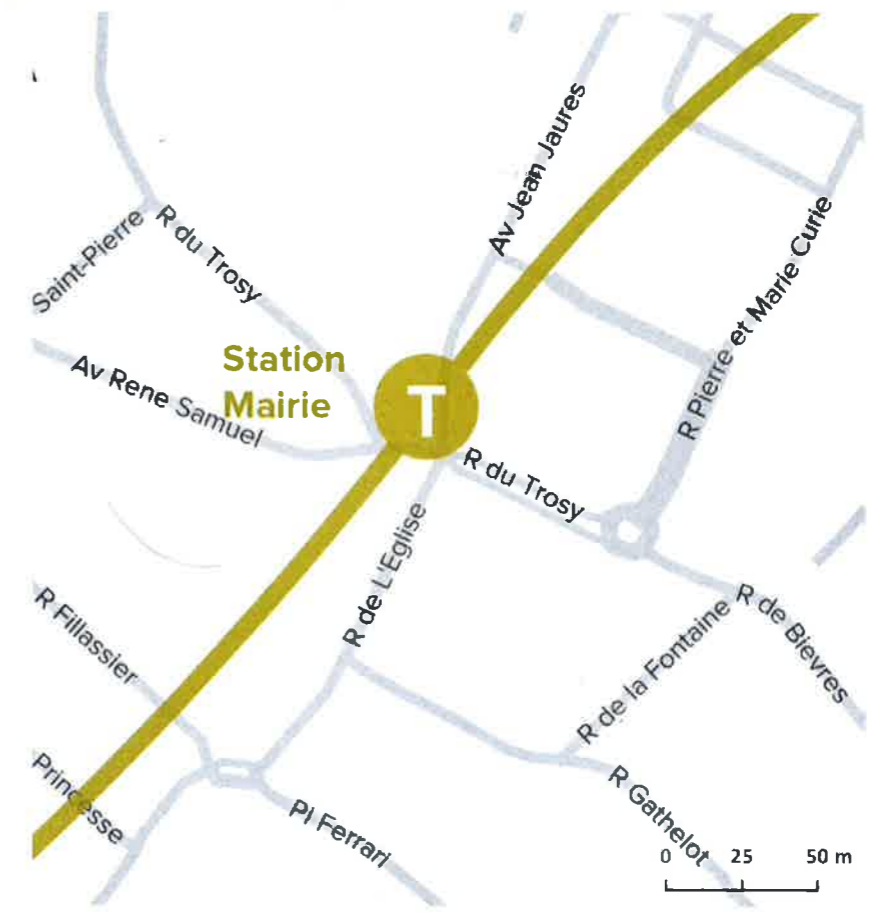 Av Jean Jaures
Saint-Pierre
R du Trosy
R Pierre et Marie Curie
Station
Mairie
T
Av Rene Samuel
R du Trosy
R de L'Eglise
R Fillassier
R de la Fontaine
R de Bievres
Princesse
Pl Ferrari
R Gathelot
0 25 50 m